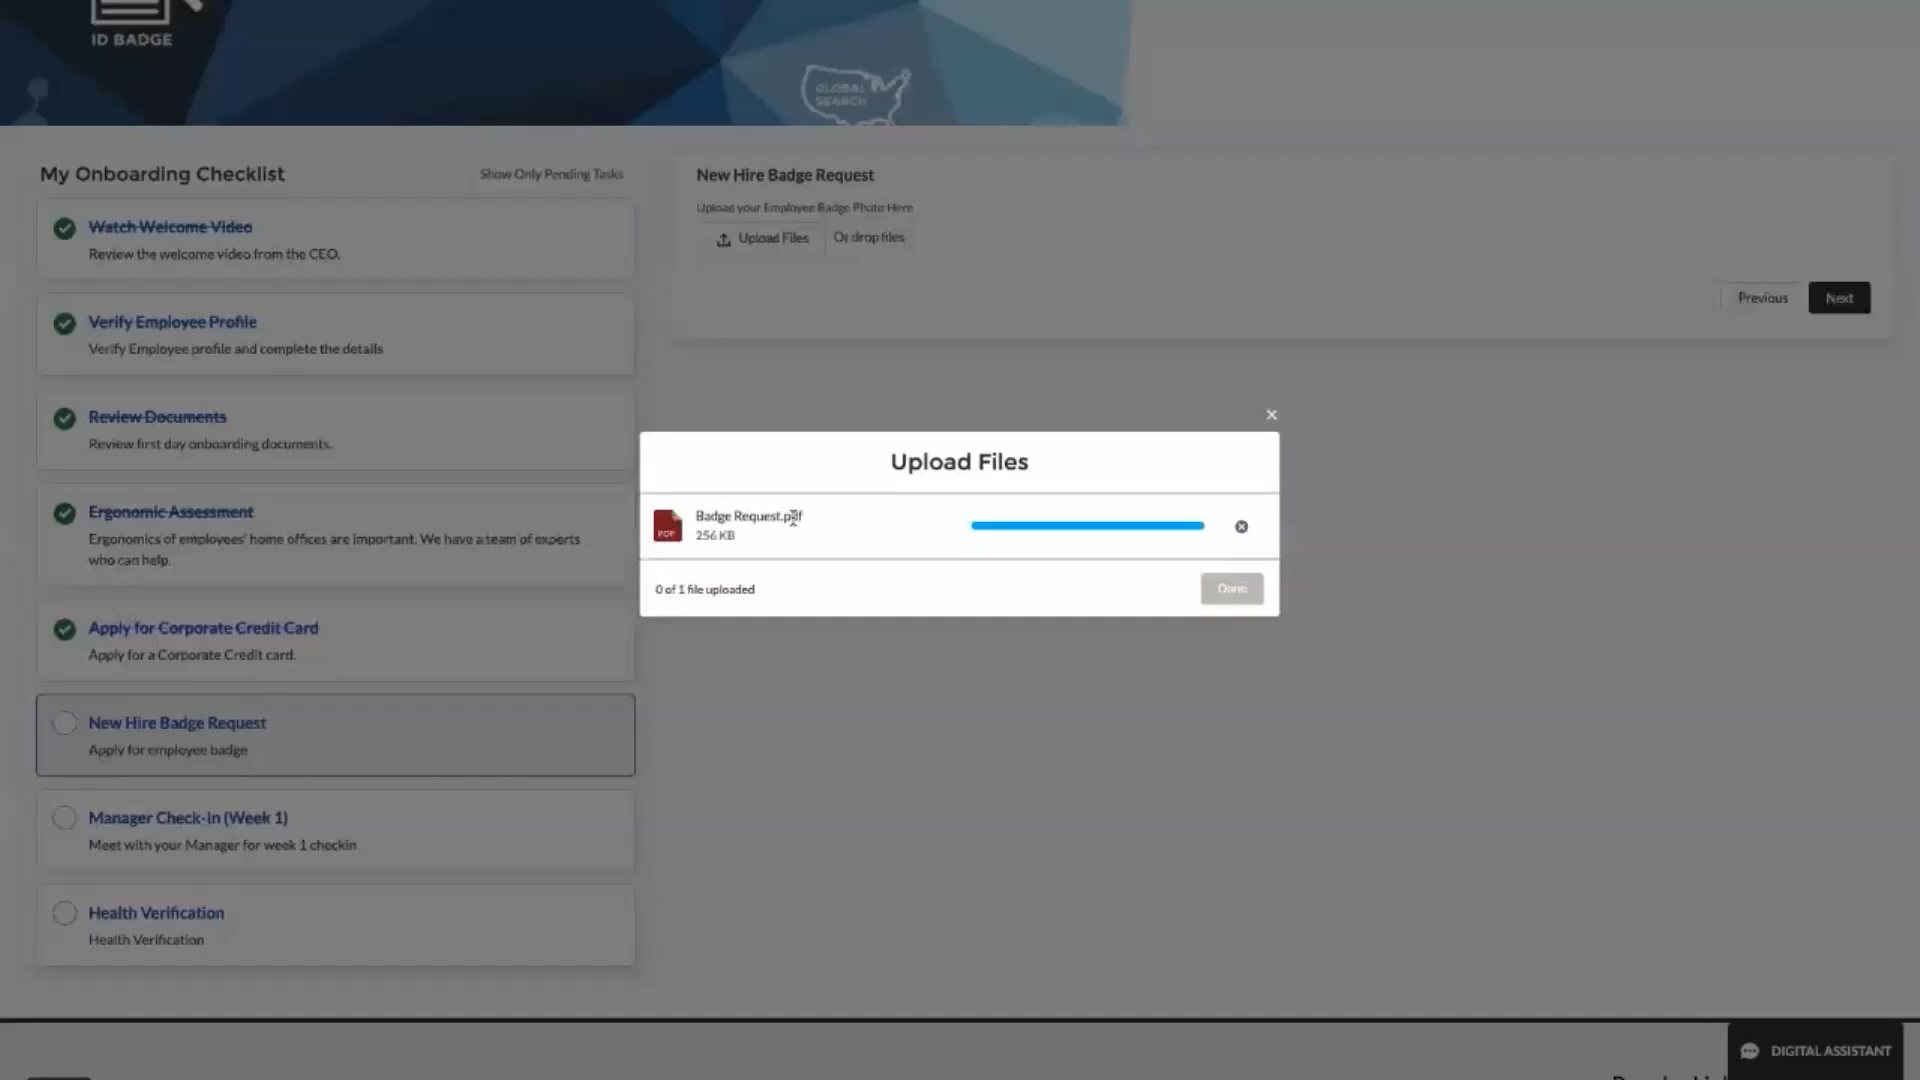 ID BADGE
GLOBAL
SEARCH
My Onboarding Checklist
Show Only Pending Tasks
Watch Welcome Video
Review the welcome video from the CEO.
Verify Employee Profile
Verify Employee profile and complete the details
Review Documents
Review first day onboarding documents.
Ergonomic Assessment
Ergonomics of employees' home offices are important. We have a team of experts
who can help.
Apply for Corporate Credit Card
Apply for a Corporate Credit card.
New Hire Badge Request
Apply for employee badge
Manager Check-In (Week 1)
Meet with your Manager for week 1 checkin
Health Verification
Health Verification
New Hire Badge Request
Upload your Employee Badge Photo Here
Upload Files
Or drop files
Previous
Next
Upload Files
PDF
Badge Request.pdf
256 KB
0 of 1 file uploaded
Done
DIGITAL ASSISTANT